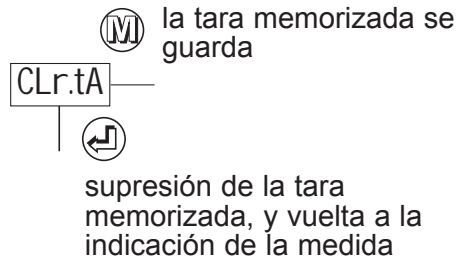 M
la tara memorizada se
guarda
CLr.tA
supresión de la tara
memorizada, y vuelta a la
indicación de la medida